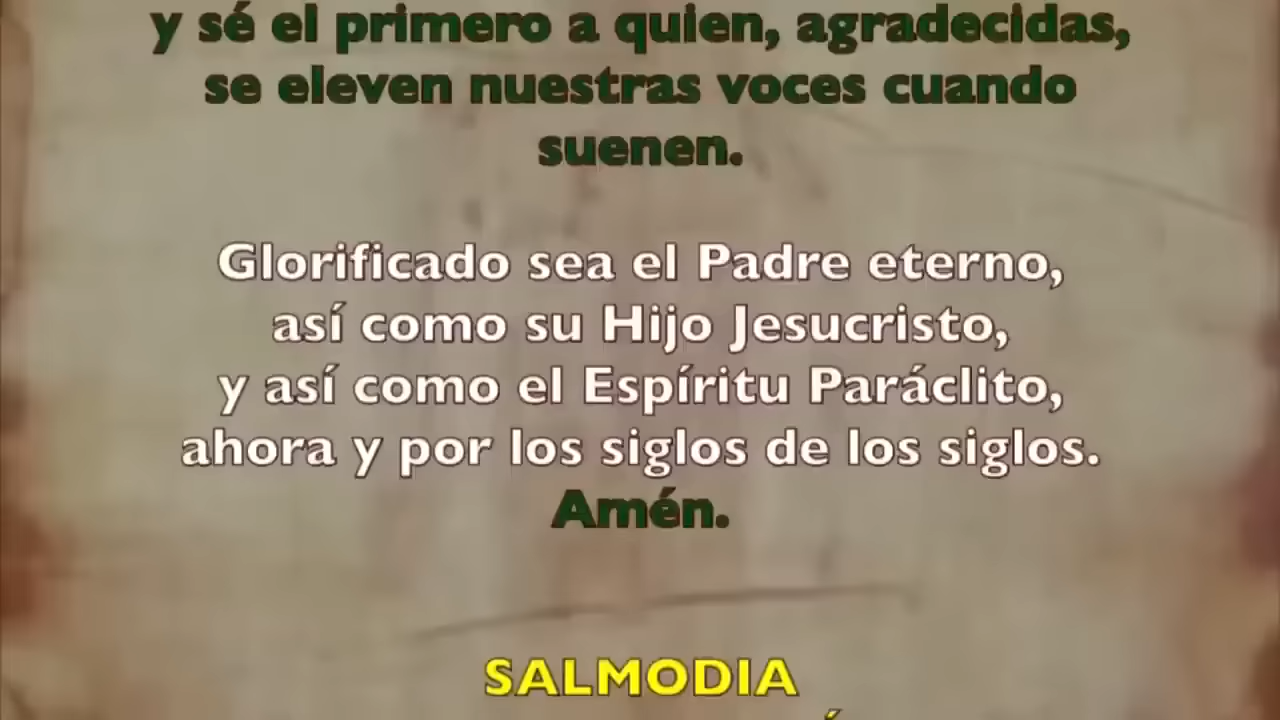 y sé el primero a quien, agradecidas,
se eleven nuestras voces cuando
suenen.
Glorificado sea el Padre eterno,
así como su Hijo Jesucristo,
y así como el Espíritu Paráclito,
ahora y por los siglos de los siglos.
Amén.
SALMODIA